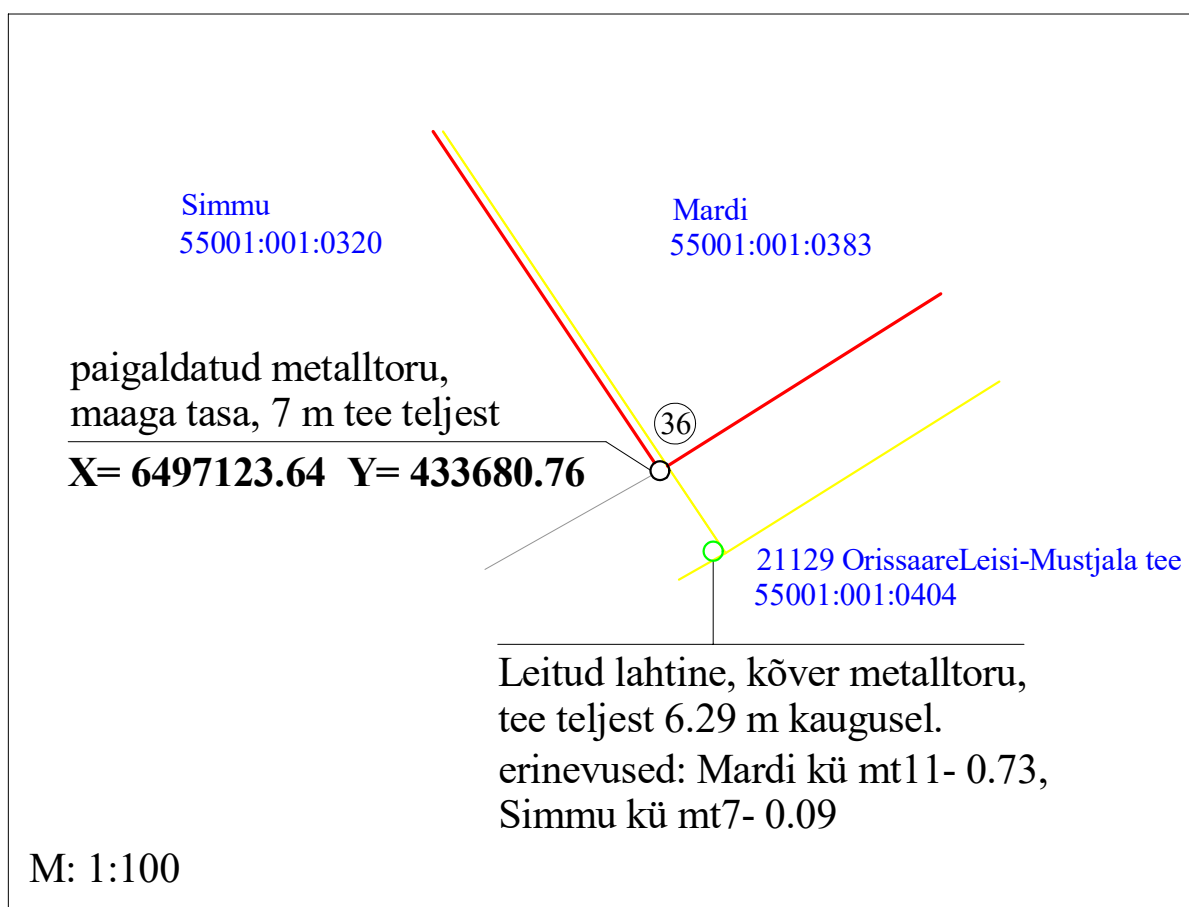 Simmu
55001:001:0320
Mardi
55001:001:0383
paigaldatud metalltoru,
maaga tasa, 7 m tee teljest
X= 6497123.64 Y= 433680.76
36
21129 OrissaareLeisi-Mustjala tee
55001:001:0404
Leitud lahtine, kõver metalltoru,
tee teljest 6.29 m kaugusel.
erinevused: Mardi kü mt11- 0.73,
Simmu kü mt7- 0.09
M: 1:100